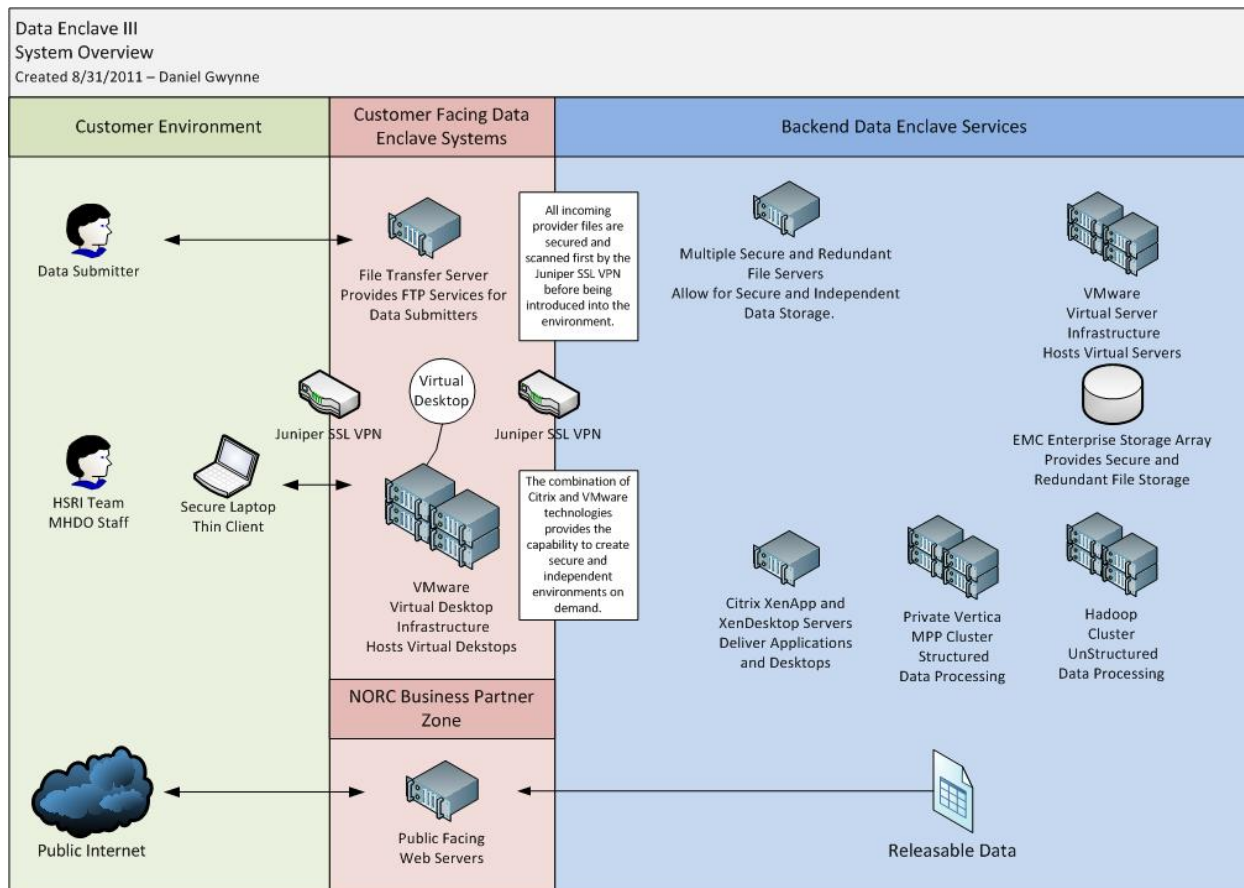 Data Enclave III
System Overview
Created 8/31/2011 – Daniel Gwynne
Customer Environment
Customer Facing Data
Enclave Systems
Backend Data Enclave Services
Data Submitter
File Transfer Server
Provides FTP Services for
Data Submitters
All incoming
provider files are
secured and
scanned first by the
Juniper SSL VPN
before being
introduced into the
environment.
Multiple Secure and Redundant
File Servers
Allow for Secure and Independent
Data Storage.
VMware
Virtual Server
Infrastructure
Hosts Virtual Servers
Juniper SSL VPN
Virtual
Desktop
Juniper SSL VPN
EMC Enterprise Storage Array
Provides Secure and
Redundant File Storage
HSRI Team
MHDO Staff
Secure Laptop
Thin Client
VMware
Virtual Desktop
Infrastructure
Hosts Virtual Dekstops
The combination of
Citrix and VMware
technologies
provides the
capability to create
secure and
independent
environments on
demand.
Citrix XenApp and
XenDesktop Servers
Deliver Applications
and Desktops
Private Vertica
MPP Cluster
Structured
Data Processing
Hadoop
Cluster
UnStructured
Data Processing
NORC Business Partner
Zone
Public Internet
Public Facing
Web Servers
Releasable Data